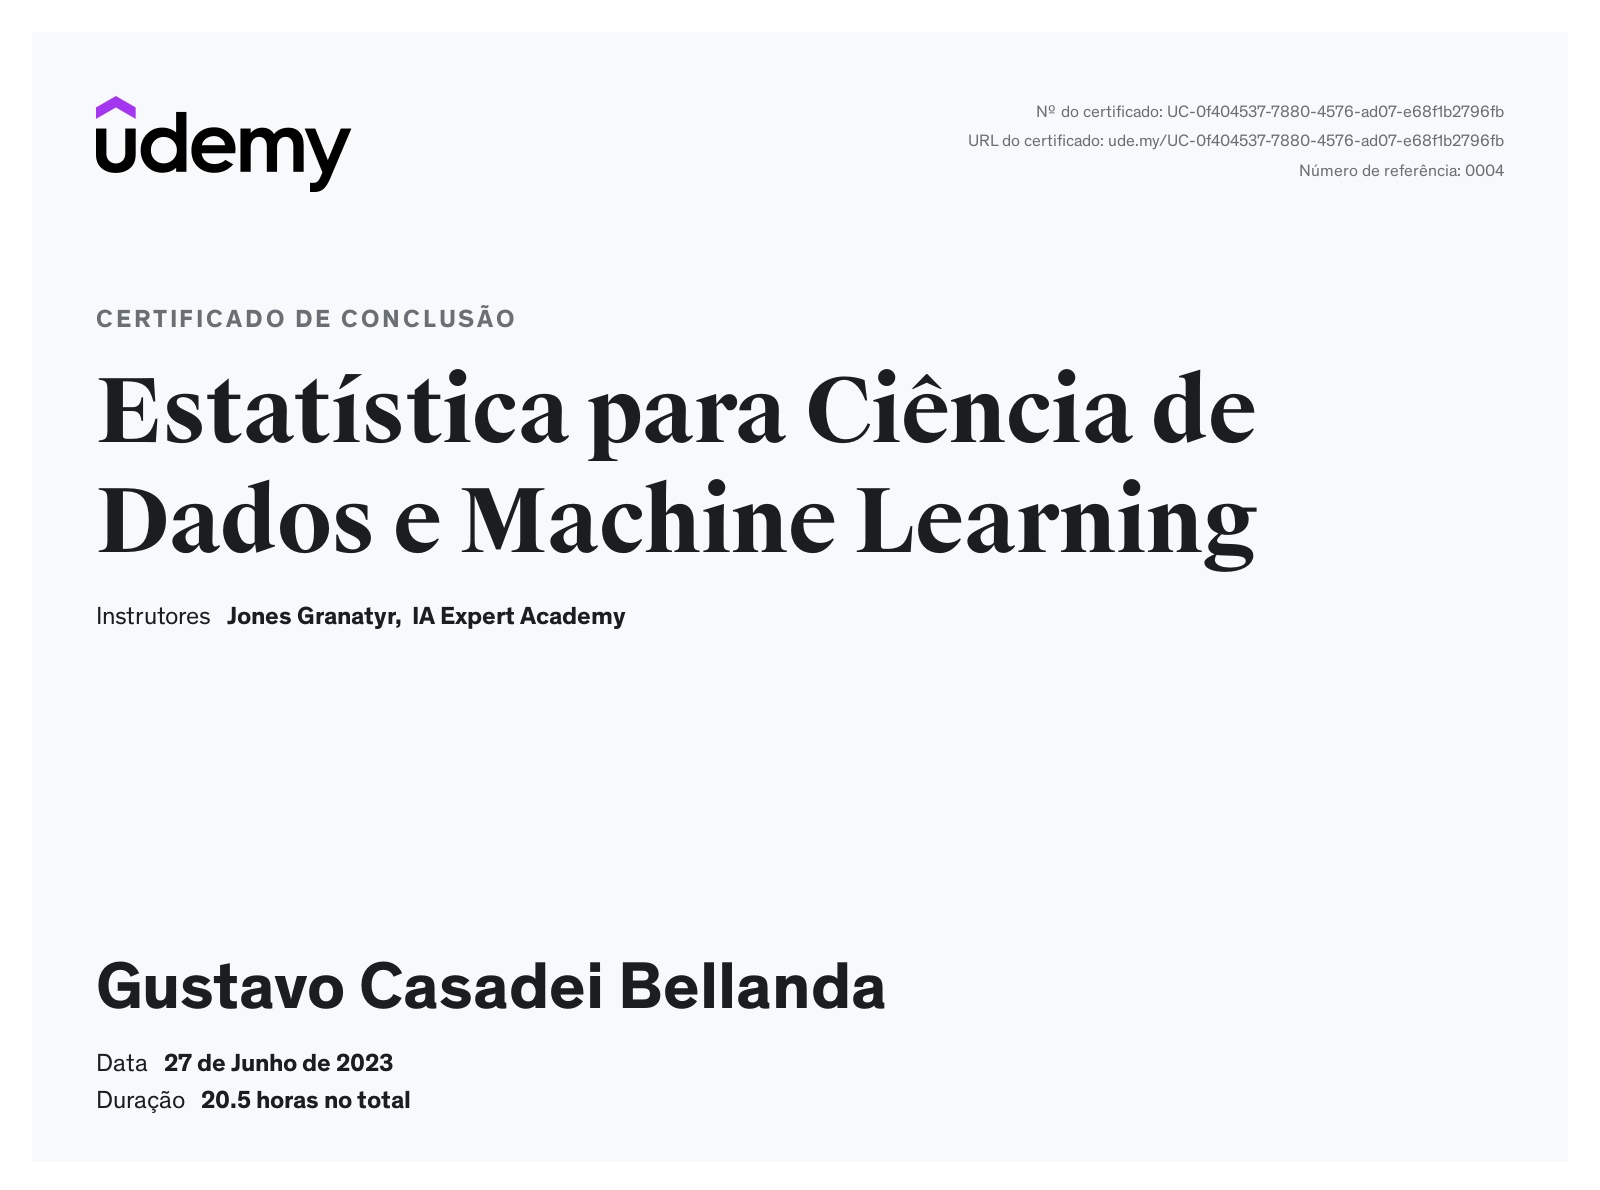 udemy
Nº do certificado: UC-0f404537-7880-4576-ad07-e68f1b2796fb
URL do certificado: ude.my/UC-0f404537-7880-4576-ad07-e68f1b2796fb
Número de referência: 0004
CERTIFICADO DE CONCLUSÃO
Estatística para Ciência de
Dados e Machine Learning
Instrutores Jones Granatyr, IA Expert Academy
Gustavo Casadei Bellanda
Data 27 de Junho de 2023
Duração 20.5 horas no total